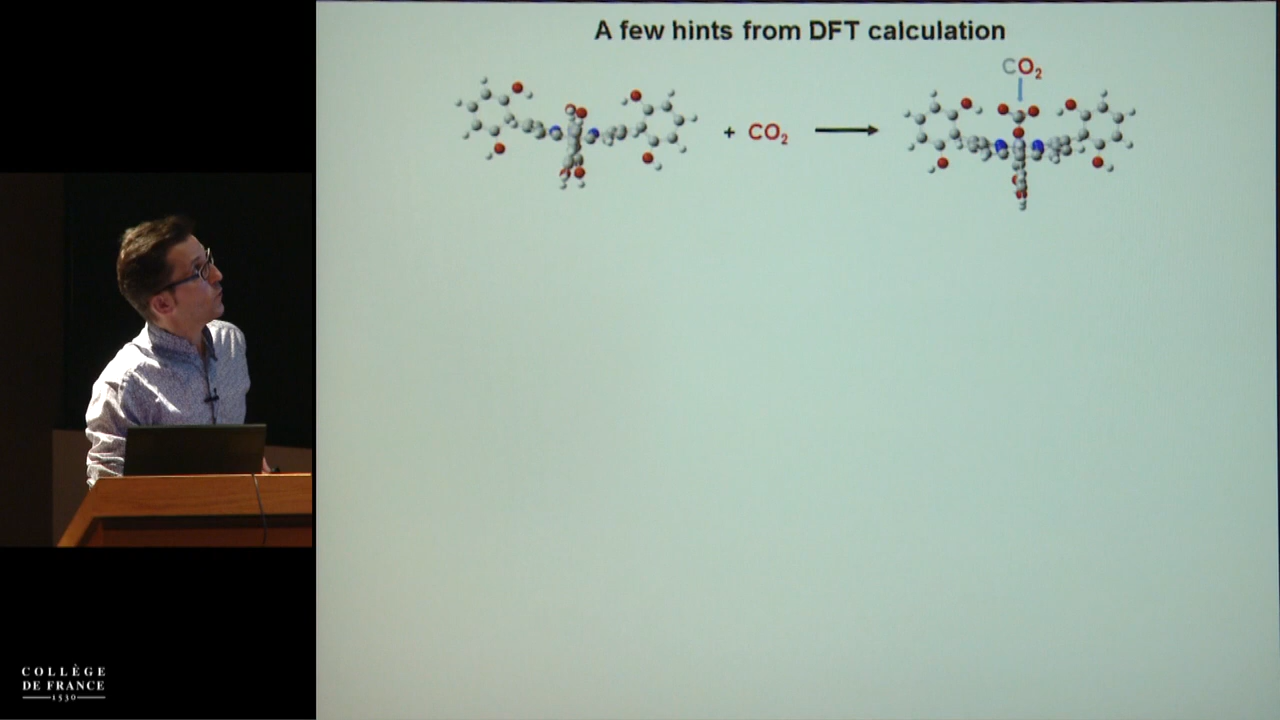 A few hints from DFT calculation
CO₂
+ CO₂
COLLÈGE
DE FRANCE
1530